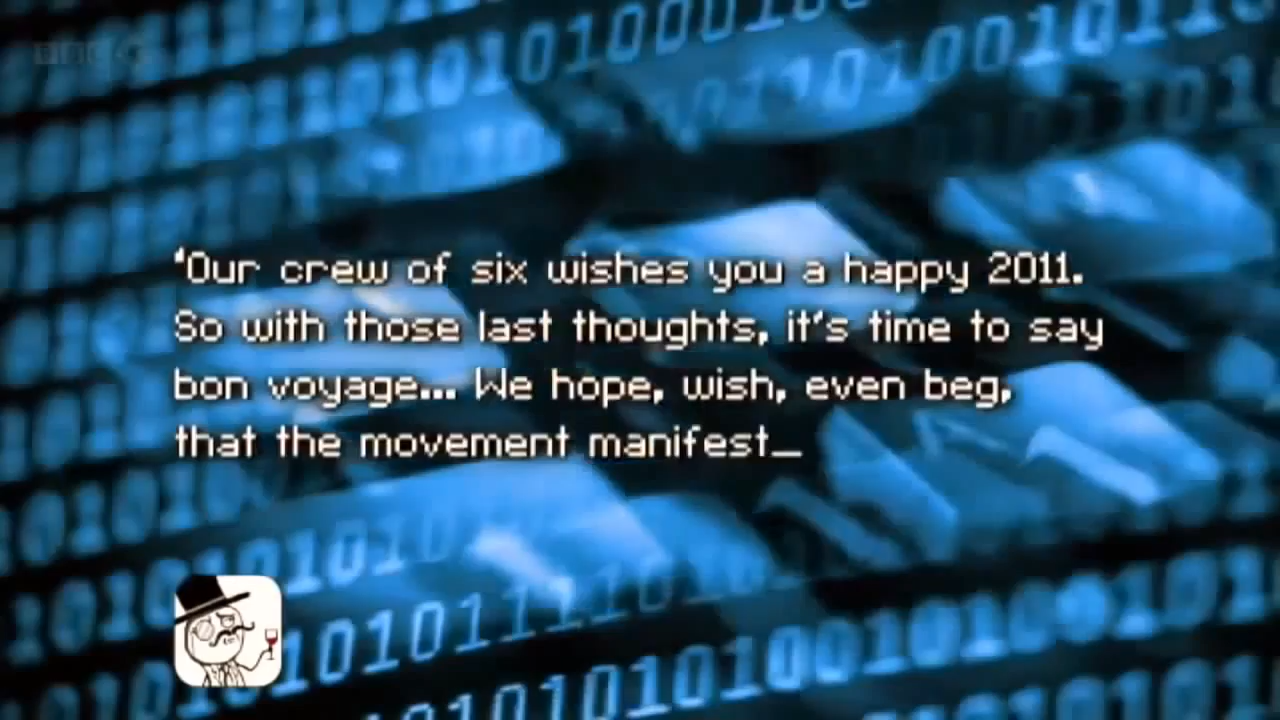 'Our crew of six wishes you a happy 2011.
So with those last thoughts, it's time to say
bon voyage... We hope, wish, even beg,
that the movement manifest_